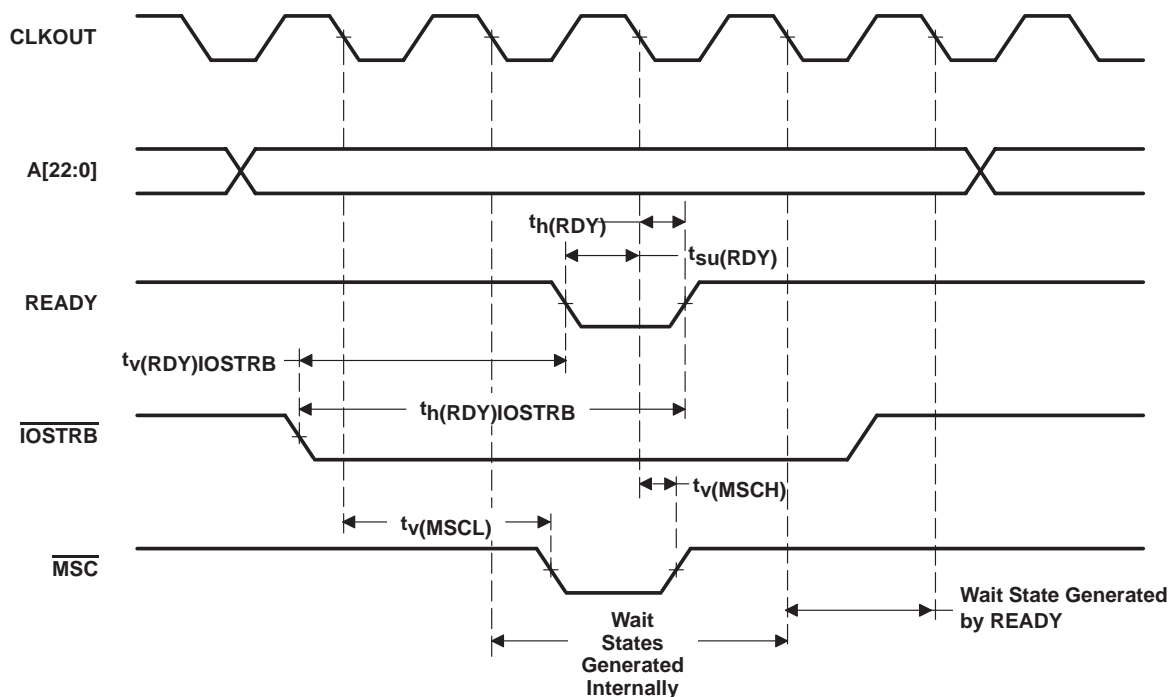 CLKOUT
A[22:0]
th(RDY)
tsu(RDY)
READY
tv(RDY)IOSTRB
th(RDY)IOSTRB
IOSTRB
tv(MSCH)
tv(MSCL)
MSC
Wait State Generated
by READY
Wait
States
Generated
Internally